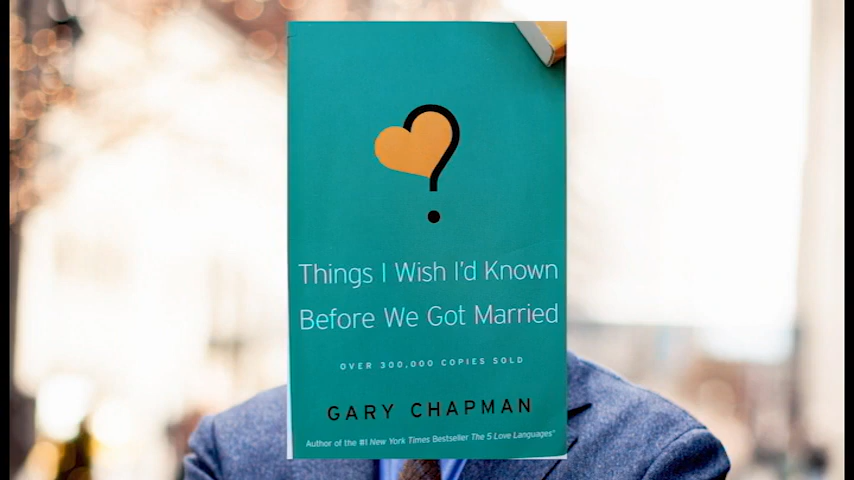 Things I Wish I'd Known
Before We Got Married
OVER 300,000 COPIES SOLD
GARY CHAPMAN
Author of the #1 New York Times Bestseller The 5 Love Languages®